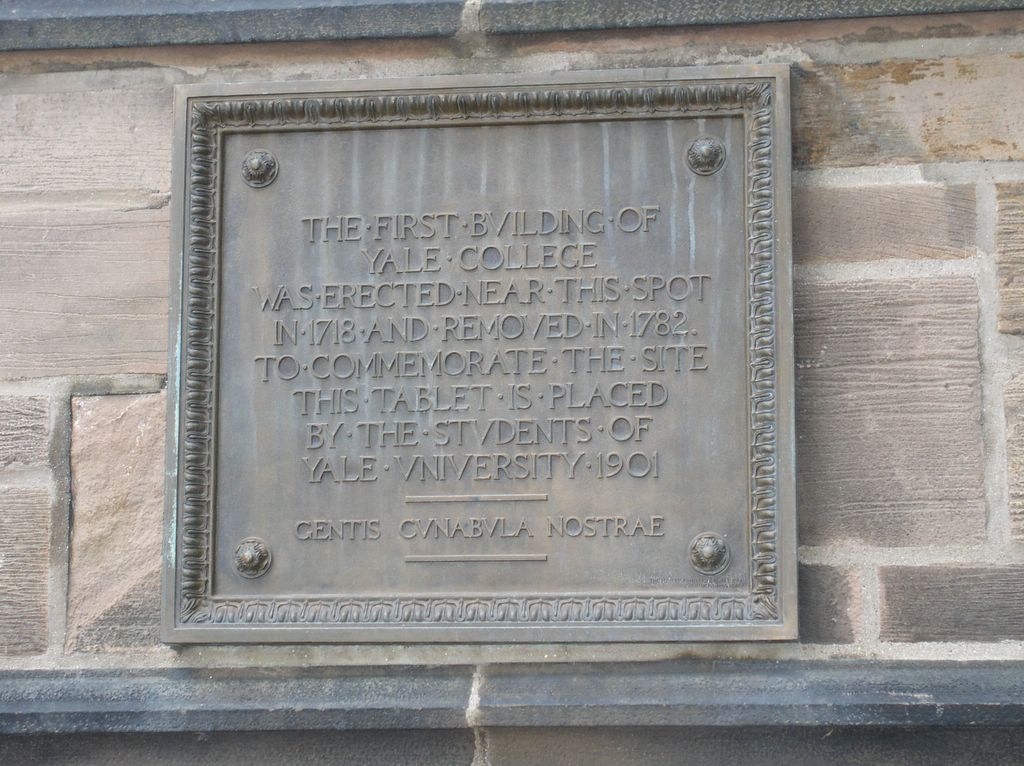 THE·FIRST·BVILDING·OF
YALE·COLLEGE
WAS·ERECTED·NEAR·THIS·SPOT
IN·1718·AND·REMOVED·IN·1782.
TO·COMMEMORATE·THE·SITE
THIS·TABLET·IS·PLACED
BY·THE·STVDENTS·OF
YALE·VNIVERSITY·1901
GENTIS CVNABVLA NOSTRAE